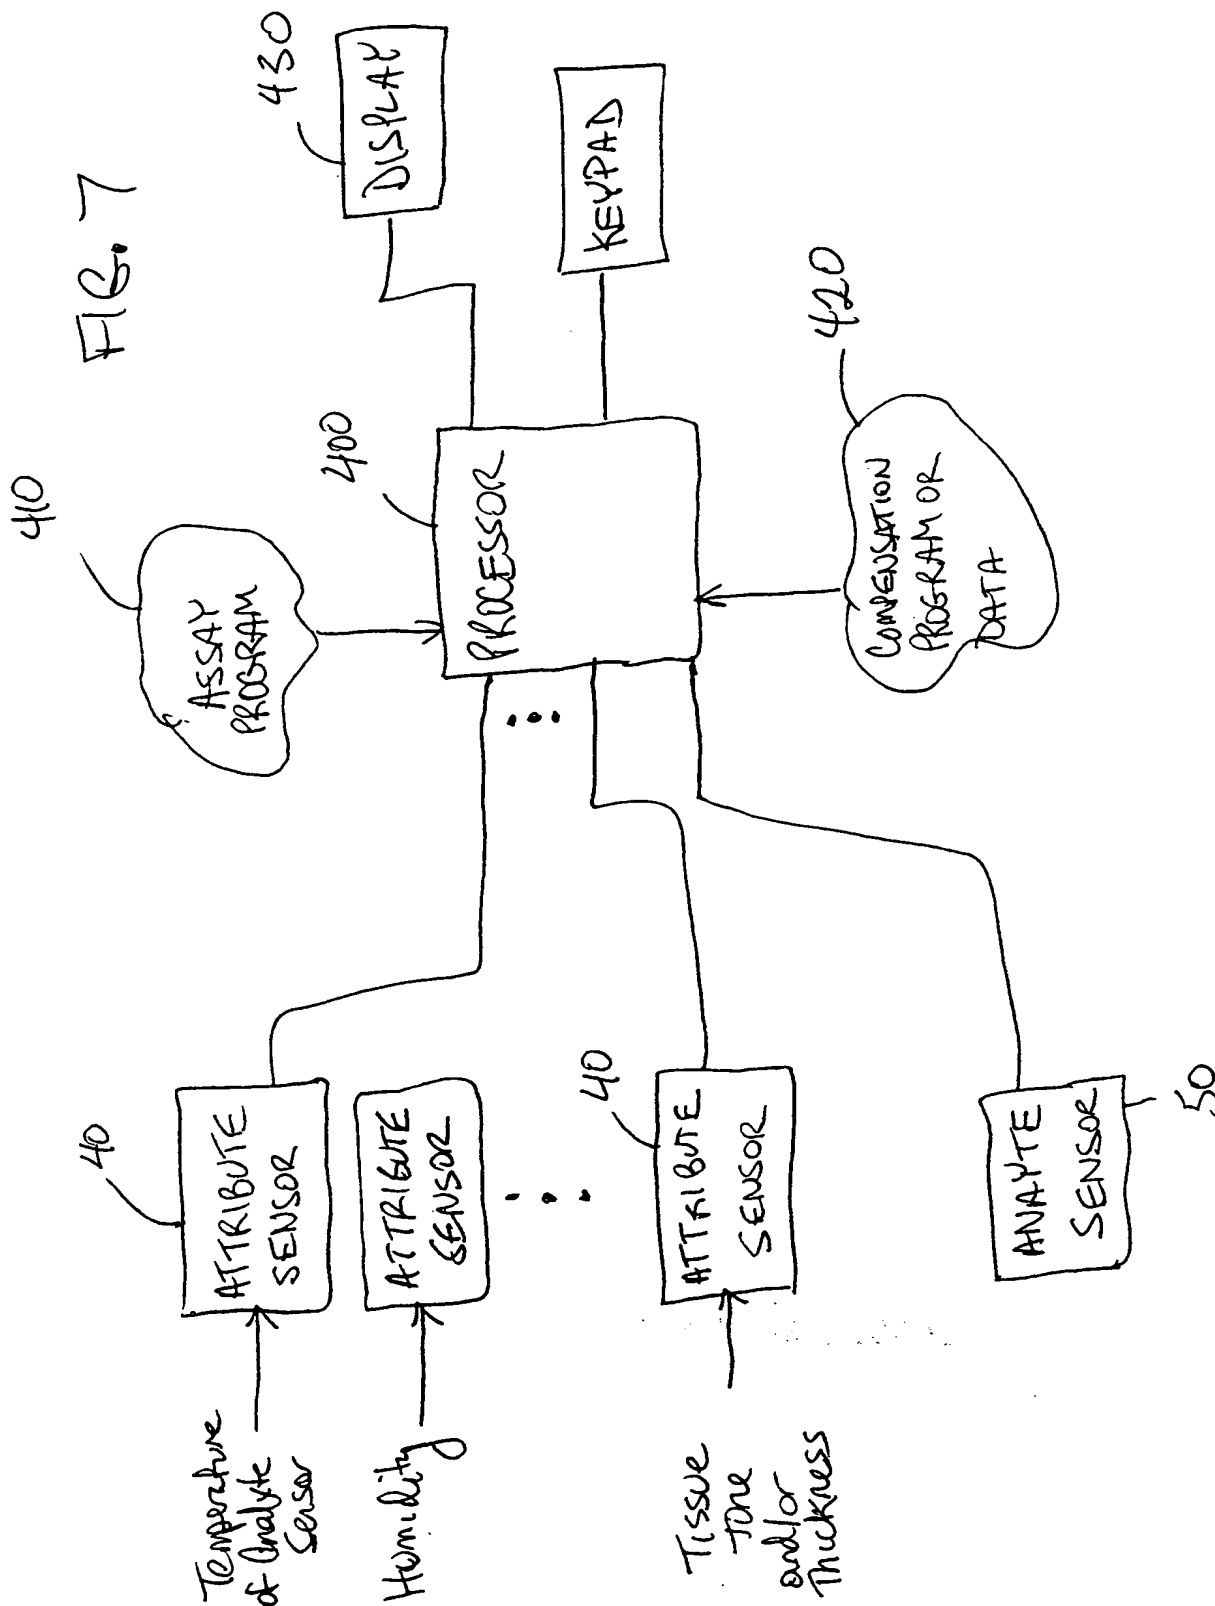 FIG. 7
Temperature
of Analyte
Sensor
40
ATTRIBUTE
SENSOR
Humidity
ATTRIBUTE
SENSOR
Tissue
Tone
and/or
Thickness
40
ATTRIBUTE
SENSOR
ANAYTE
SENSOR
50
410
ASSAY
PROGRAM
400
PROCESSOR
420
COMPENSATION
PROGRAM OR
DATA
430
DISPLAY
KEYPAD